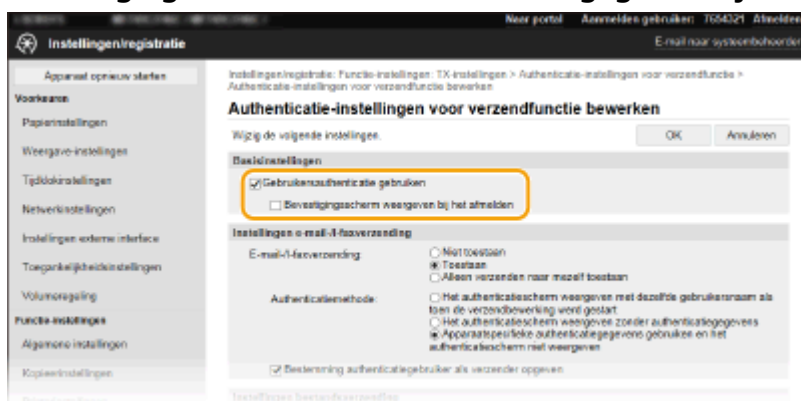 Naar portal Aanmelden gebruiker: 7654321 Afmelden
Instellingen/registratie
E-mail naar systeembeheerder
Apparaat opnieuw starten
Voorkeuren
Papierinstellingen
Weergave-instellingen
Tijdklokinstellingen
Netwerkinstellingen
Instellingen externe interface
Toegankelijkheidsinstellingen
Volumeregeling
Functie-instellingen
Algemene instellingen
Kopieerinstellingen
Instellingen/registratie: Functie-instellingen: TX-instellingen > Authenticatie-instellingen voor verzendfunctie >
Authenticatie-instellingen voor verzendfunctie bewerken
Authenticatie-instellingen voor verzendfunctie bewerken
Wijzig de volgende instellingen.
OK Annuleren
Basisinstellingen
Gebruikersauthenticatie gebruiken
Bevestigingsscherm weergeven bij het afmelden
Instellingen e-mail-/I-faxverzending
E-mail-/I-faxverzending:
Niet toestaan
Toestaan
Alleen verzenden naar mezelf toestaan
Authenticatiemethode:
Het authenticatiescherm weergeven met dezelfde gebruikersnaam als
toen de verzendbewerking werd gestart
Het authenticatiescherm weergeven zonder authenticatiegegevens
Apparaatspecifieke authenticatiegegevens gebruiken en het
authenticatiescherm niet weergeven
Bestemming authenticatiegebruiker als verzender opgeven